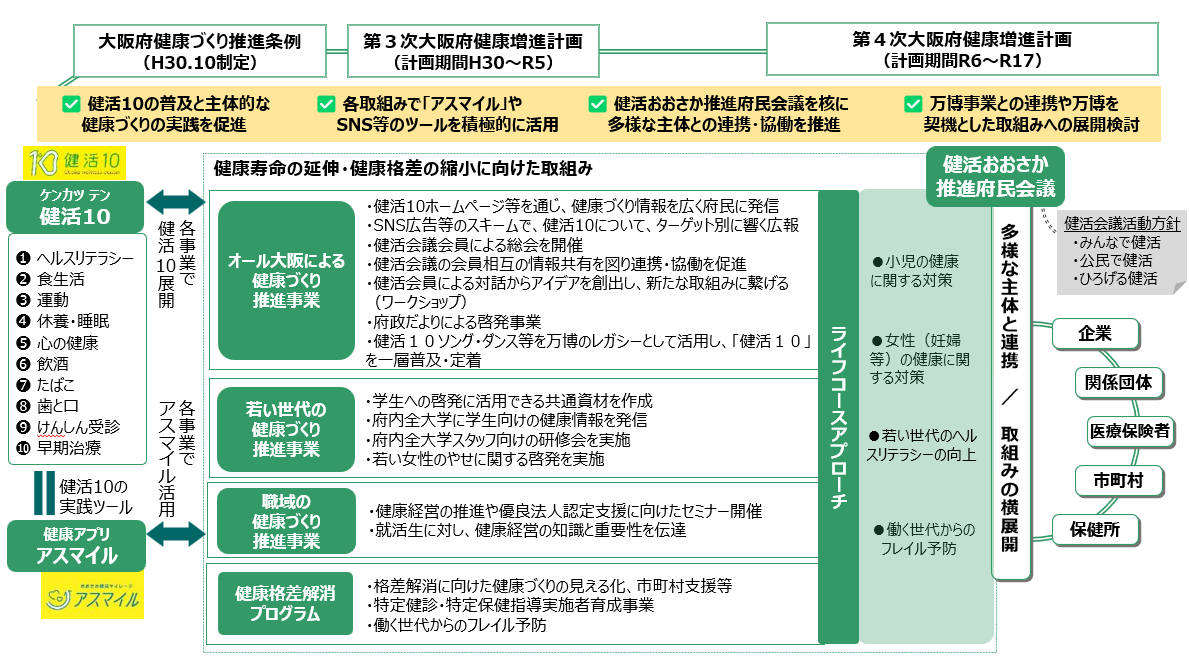 大阪府健康づくり推進条例
（H30.10制定）
第３次大阪府健康増進計画
（計画期間H30～R5）
第４次大阪府健康増進計画
（計画期間R6～R17）
健活10の普及と主体的な
健康づくりの実践を促進
各取組みで「アスマイル」や
SNS等のツールを積極的に活用
健活おおさか推進府民会議を核に
多様な主体との連携・協働を推進
万博事業との連携や万博を
契機とした取組みへの展開検討
10 健活10
ケンカツ テン
健活10
❶ ヘルスリテラシー
❷ 食生活
❸ 運動
❹ 休養・睡眠
❺ 心の健康
❻ 飲酒
❼ たばこ
❽ 歯と口
❾ けんしん受診
❿ 早期治療
健活10の
実践ツール
健康アプリ
アスマイル
おおさか健活マイレージ
アスマイル
各事業で
健活10展開
各事業で
アスマイル活用
健康寿命の延伸・健康格差の縮小に向けた取組み
オール大阪による
健康づくり
推進事業
・健活10ホームページ等を通じ、健康づくり情報を広く府民に発信
・SNS広告等のスキームで、健活10について、ターゲット別に響く広報
・健活会議会員による総会を開催
・健活会議の会員相互の情報共有を図り連携・協働を促進
・健活会員による対話からアイデアを創出し、新たな取組みに繋げる
（ワークショップ）
・府政だよりによる啓発事業
・健活１０ソング・ダンス等を万博のレガシーとして活用し、「健活１０」
を一層普及・定着
若い世代の
健康づくり
推進事業
・学生への啓発に活用できる共通資材を作成
・府内全大学に学生向けの健康情報を発信
・府内全大学スタッフ向けの研修会を実施
・若い女性のやせに関する啓発を実施
職域の
健康づくり
推進事業
・健康経営の推進や優良法人認定支援に向けたセミナー開催
・就活生に対し、健康経営の知識と重要性を伝達
健康格差解消
プログラム
・格差解消に向けた健康づくりの見える化、市町村支援等
・特定健診・特定保健指導実施者育成事業
・働く世代からのフレイル予防
ライフコースアプローチ
●小児の健康
に関する対策
●女性（妊婦
等）の健康に関
する対策
●若い世代のヘル
スリテラシーの向上
●働く世代からの
フレイル予防
健活おおさか
推進府民会議
多様な主体と連携 ／ 取組みの横展開
健活会議活動方針
・みんなで健活
・公民で健活
・ひろげる健活
企業
関係団体
医療保険者
市町村
保健所